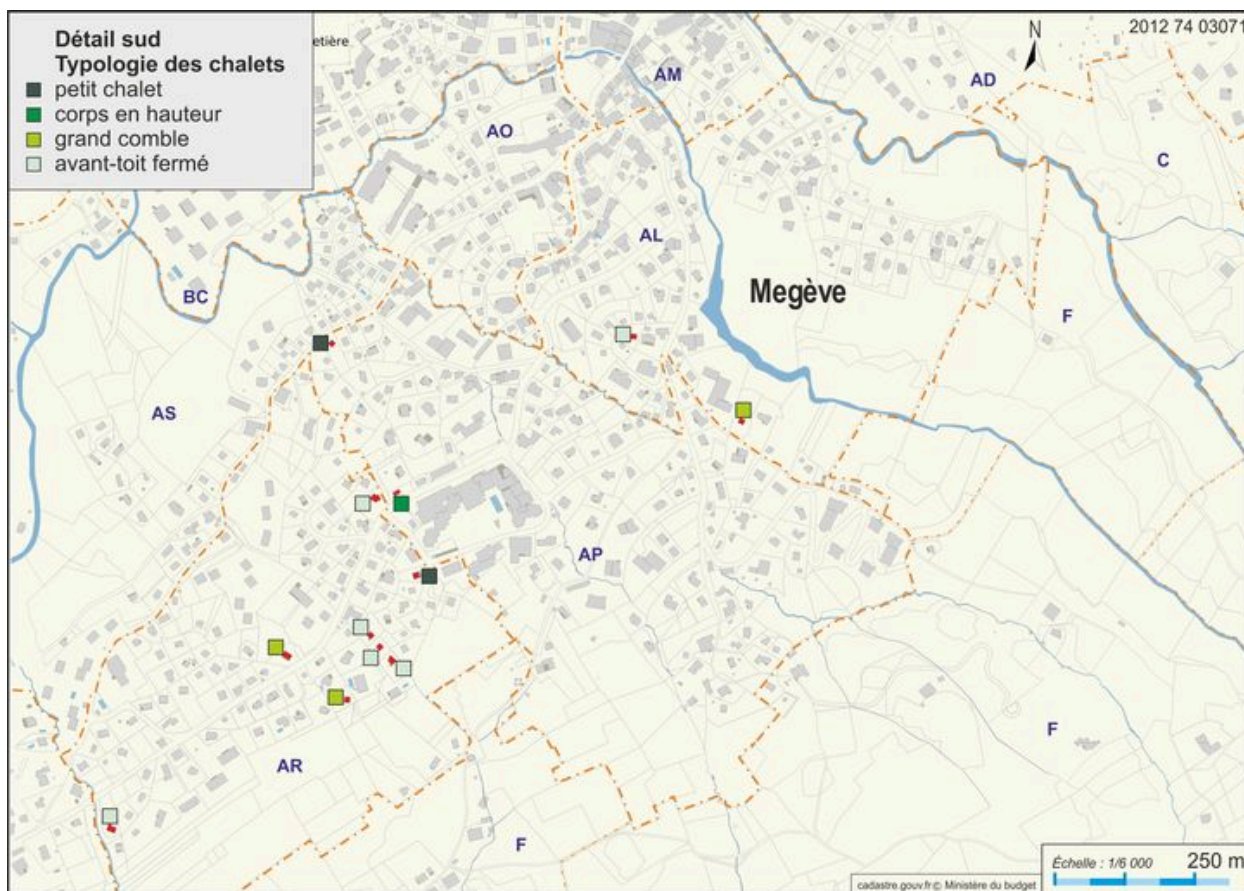 Détail sud
Typologie des chalets
petit chalet
corps en hauteur
grand comble
avant-toit fermé
etière
N
2012 74 03071
AM
AD
AO
C
AL
BC
Megève
F
AS
AP
F
AR
F
Échelle : 1/6 000
250 m
cadastre.gouv.fr © Ministère du budget